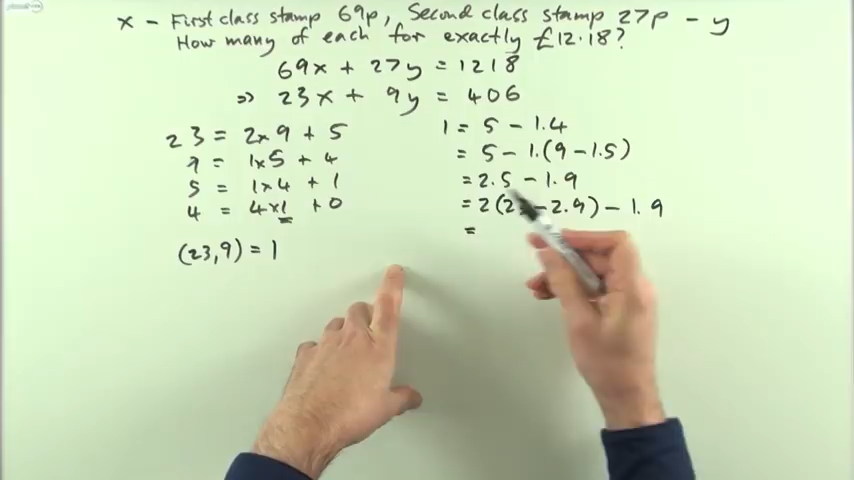 x - First class stamp 69p, Second class stamp 27p - y
How many of each for exactly £12.18?
69x + 27y = 1218
⇒ 23x + 9y = 406
23 = 2×9 + 5
9 = 1×5 + 4
5 = 1×4 + 1
4 = 4×1 + 0
(23,9) = 1
1 = 5 - 1.4
= 5 - 1.(9 - 1.5)
= 2.5 - 1.9
= 2(23 - 2.9) - 1.9
=